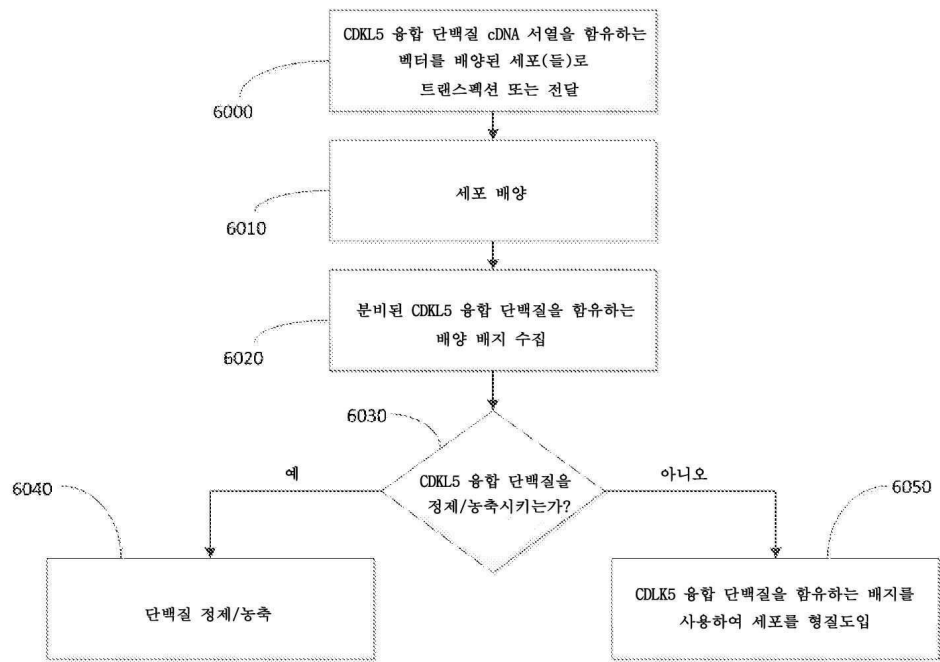 CDKL5 융합 단백질 cDNA 서열을 함유하는
벡터를 배양된 세포(들)로
트랜스펙션 또는 전달
6000
세포 배양
6010
분비된 CDKL5 융합 단백질을 함유하는
배양 배지 수집
6020
6030
CDKL5 융합 단백질을
정제/농축시키는가?
예
아니오
6040
6050
단백질 정제/농축
CDLK5 융합 단백질을 함유하는 배지를
사용하여 세포를 형질도입